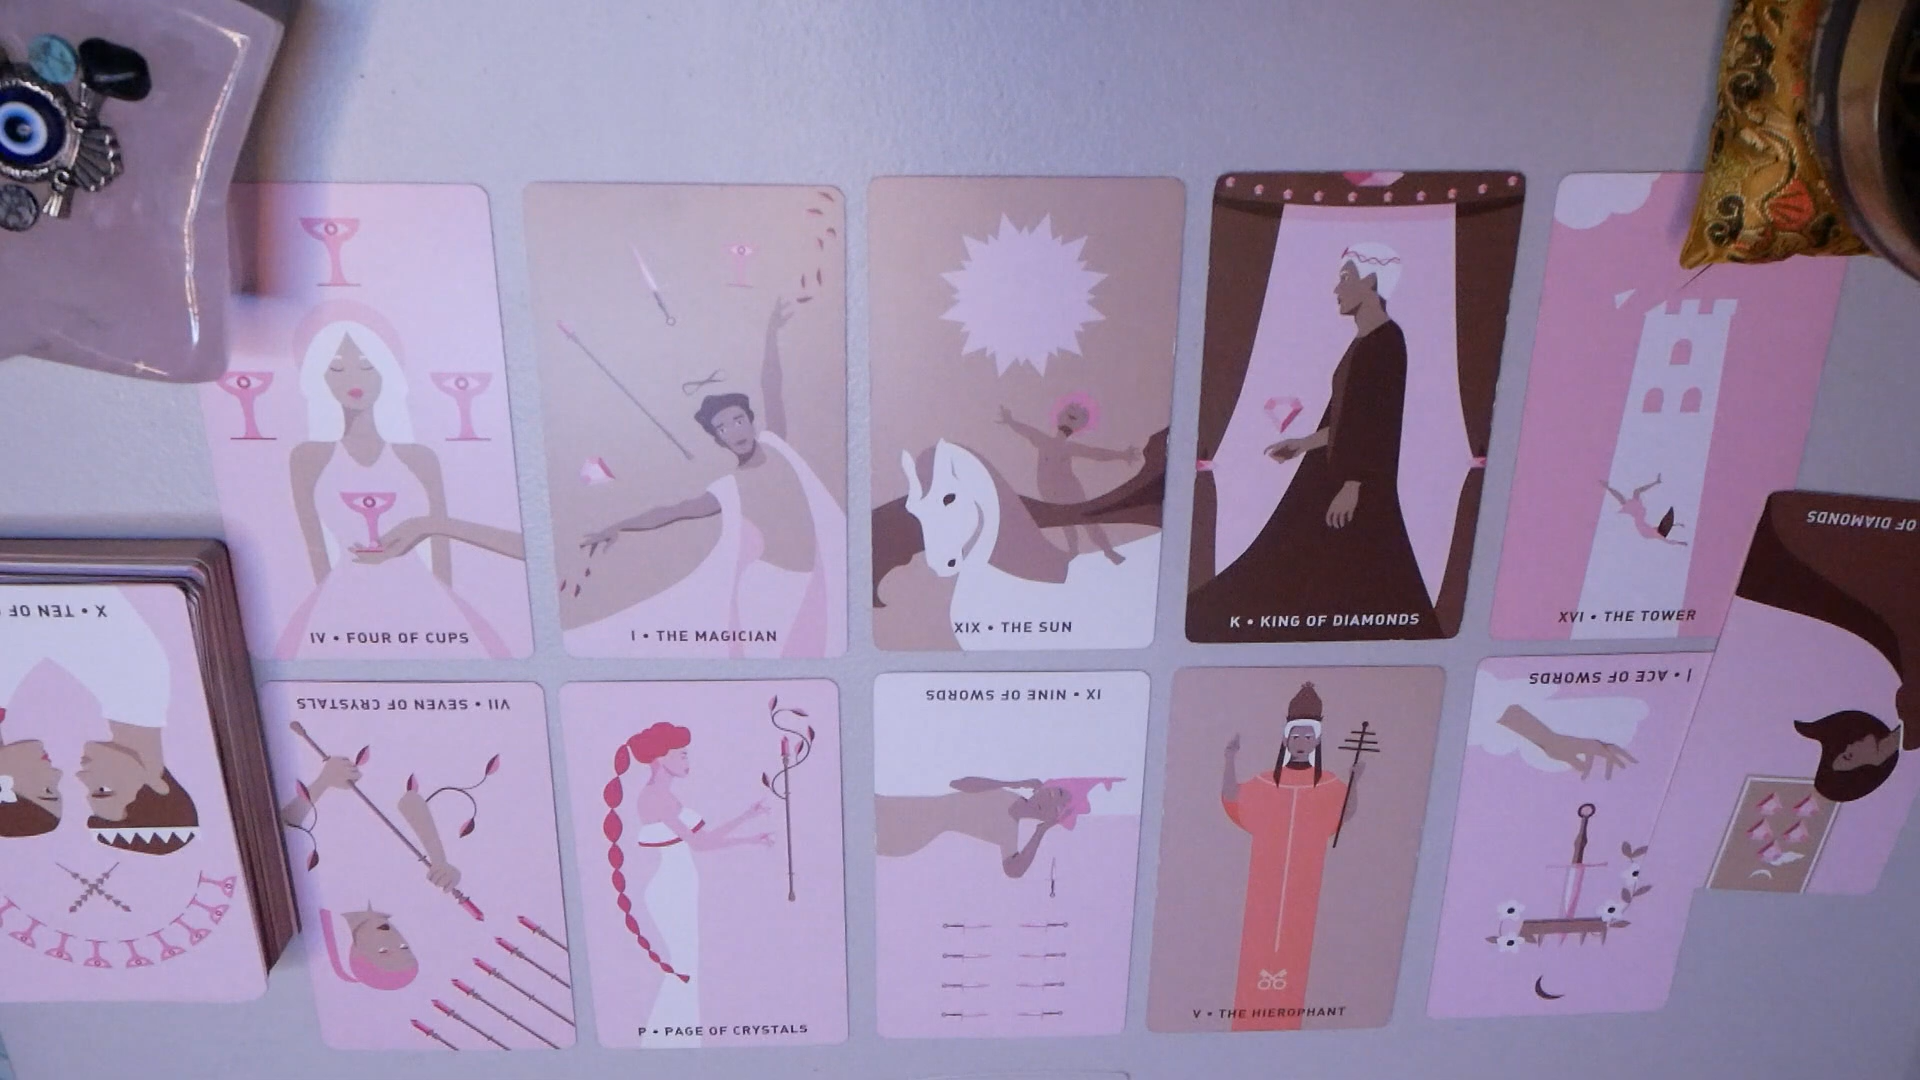 IV • FOUR OF CUPS
I • THE MAGICIAN
XIX • THE SUN
K • KING OF DIAMONDS
XVI • THE TOWER
OF DIAMONDS
X • TEN OF
VII • SEVEN OF CRYSTALS
P • PAGE OF CRYSTALS
IX • NINE OF SWORDS
V • THE HIEROPHANT
I • ACE OF SWORDS